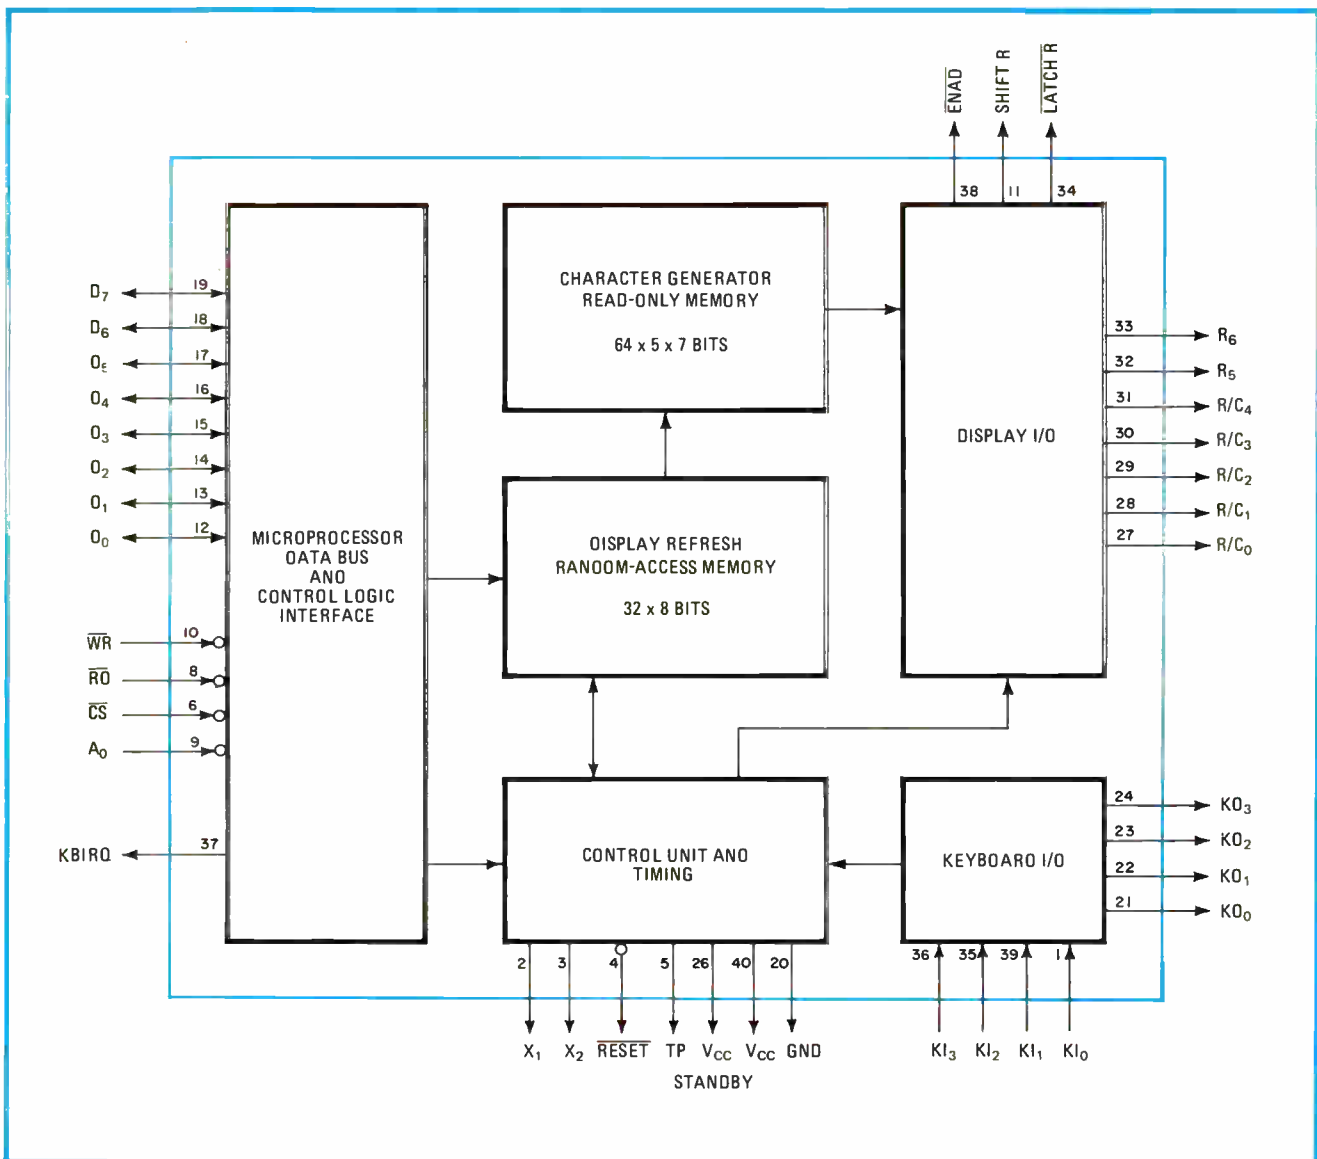 ENAD
SHIFT R
LATCH R
38 11 34
CHARACTER GENERATOR
READ-ONLY MEMORY
64 x 5 x 7 BITS
D7 19
D6 18
O5 17
O4 16
O3 15
O2 14
O1 13
O0 12
33 R6
32 R5
31 R/C4
30 R/C3
29 R/C2
28 R/C1
27 R/C0
DISPLAY I/O
MICROPROCESSOR
DATA BUS
AND
CONTROL LOGIC
INTERFACE
DISPLAY REFRESH
RANOOM-ACCESS MEMORY
32 x 8 BITS
WR 10
RO 8
CS 6
A0 9
KBIRQ 37
CONTROL UNIT AND
TIMING
KEYBOARO I/O
24 KO3
23 KO2
22 KO1
21 KO0
2 3 4 5 26 40 20
36 35 39 1
X1 X2 RESET TP VCC VCC GND
STANDBY
KI3 KI2 KI1 KI0